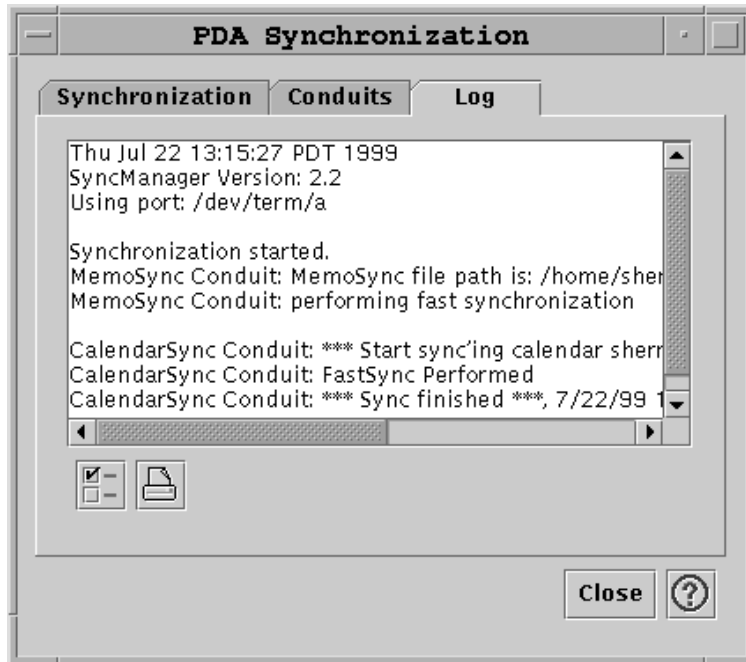 PDA Synchronization
Synchronization Conduits Log
Thu Jul 22 13:15:27 PDT 1999
SyncManager Version: 2.2
Using port: /dev/term/a
Synchronization started.
MemoSync Conduit: MemoSync file path is: /home/sher
MemoSync Conduit: performing fast synchronization
CalendarSync Conduit: *** Start sync'ing calendar sherr
CalendarSync Conduit: FastSync Performed
CalendarSync Conduit: *** Sync finished ***, 7/22/99 1
Close ?